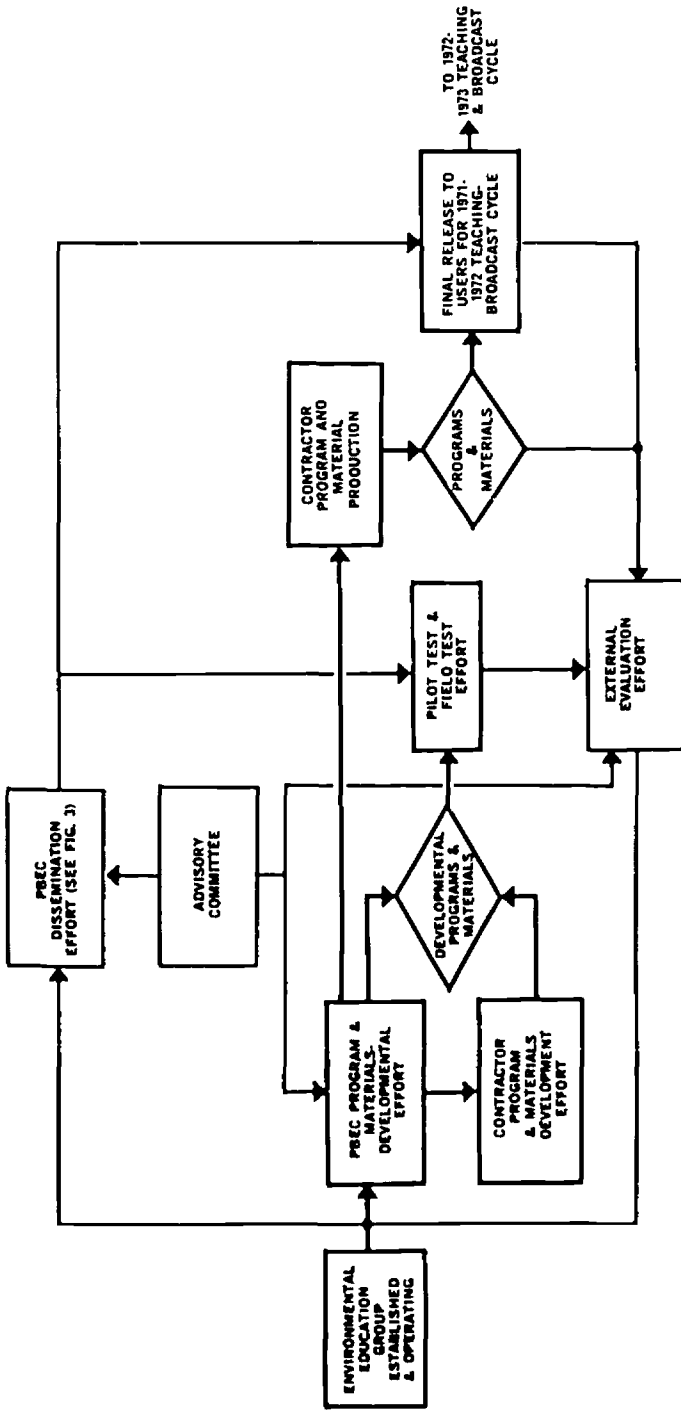 ENVIRONMENTAL
EDUCATION
GROUP
ESTABLISHED
& OPERATING
PBEC
DISSEMINATION
EFFORT (SEE FIG. 3)
ADVISORY
COMMITTEE
PBEC PROGRAM &
MATERIALS-
DEVELOPMENTAL
EFFORT
CONTRACTOR
PROGRAM
& MATERIALS
DEVELOPMENT
EFFORT
DEVELOPMENTAL
PROGRAMS &
MATERIALS
CONTRACTOR
PROGRAM AND
MATERIAL
PRODUCTION
PILOT TEST &
FIELD TEST
EFFORT
EXTERNAL
EVALUATION
EFFORT
PROGRAMS
&
MATERIALS
FINAL RELEASE TO
USERS FOR 1971-
1972 TEACHING-
BROADCAST CYCLE
TO 1972-
1973 TEACHING
& BROADCAST
CYCLE